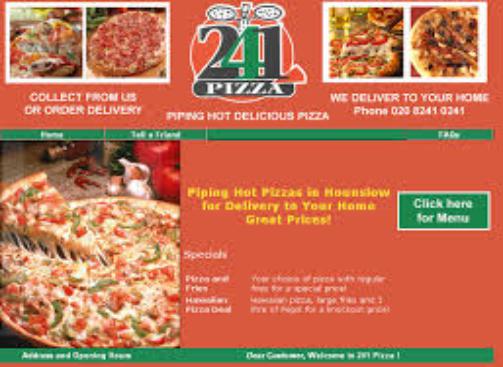 241
PIZZA
COLLECT FROM US
OR ORDER DELIVERY
PIPING HOT DELICIOUS PIZZA
WE DELIVER TO YOUR HOME
Phone 020 8241 0241
Home
Tell a Friend
FAQs
Piping Hot Pizzas in Hounslow
for Delivery to Your Home
Great Prices!
Click here
for Menu
Specials
Pizza and
Fries
Your choice of pizza with regular
fries for a special price!
Hawaiian
Pizza Deal
Hawaiian pizza, large fries and 1
litre of Pepsi for a knockout price!
Address and Opening Hours
Dear Customer, Welcome to 241 Pizza !